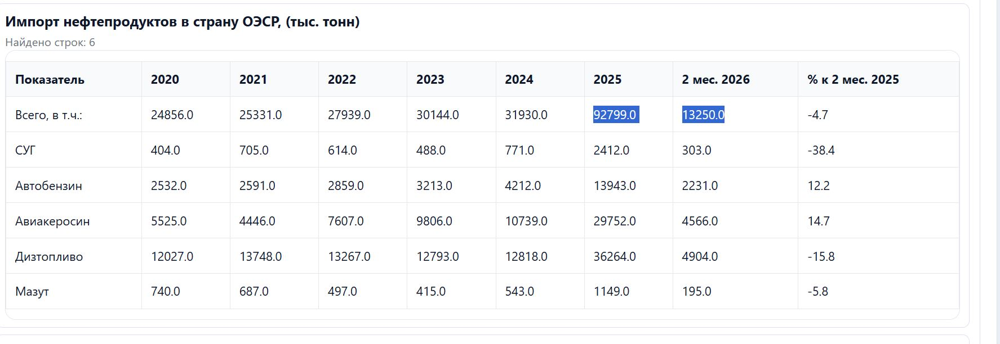 Импорт нефтепродуктов в страну ОЭСР, (тыс. тонн)
Найдено строк: 6
Показатель 2020 2021 2022 2023 2024 2025 2 мес. 2026 % к 2 мес. 2025
Всего, в т.ч.: 24856.0 25331.0 27939.0 30144.0 31930.0 92799.0 13250.0 -4.7
СУГ 404.0 705.0 614.0 488.0 771.0 2412.0 303.0 -38.4
Автобензин 2532.0 2591.0 2859.0 3213.0 4212.0 13943.0 2231.0 12.2
Авиакеросин 5525.0 4446.0 7607.0 9806.0 10739.0 29752.0 4566.0 14.7
Дизтопливо 12027.0 13748.0 13267.0 12793.0 12818.0 36264.0 4904.0 -15.8
Мазут 740.0 687.0 497.0 415.0 543.0 1149.0 195.0 -5.8